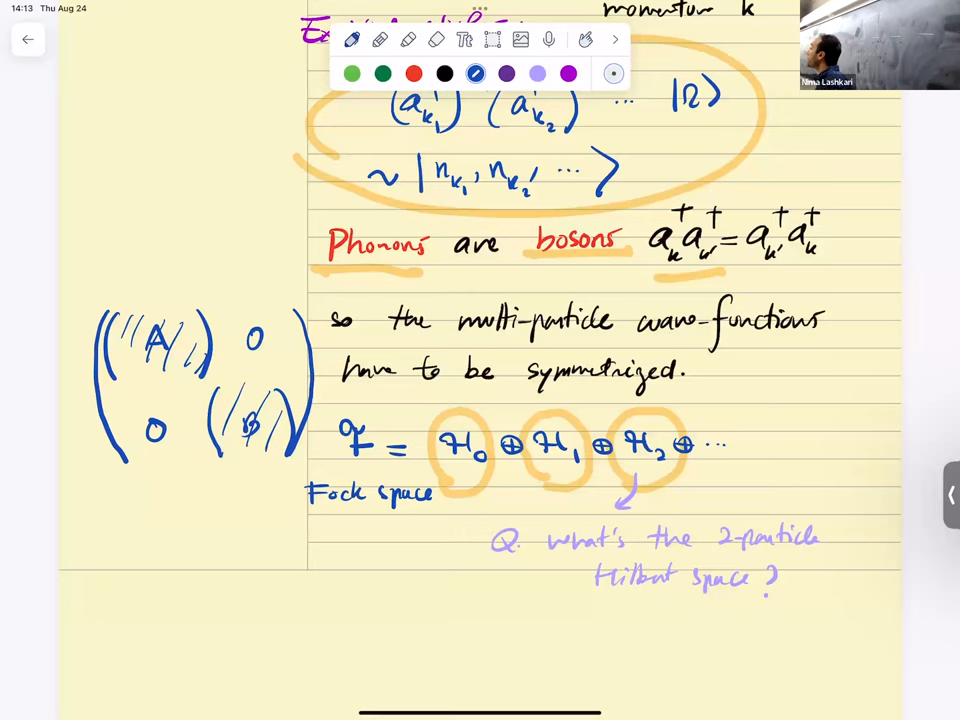 14:13 Thu Aug 24
momentum k
Tt
Nima Lashkari
(a†k₁) (a†k₂) ... |Ω⟩
~ |nk₁, nk₂, ...⟩
Phonons are bosons a†k a†k' = a†k' a†k
so the multi-particle wave-functions
have to be symmetrized.
A 0
0 B
F = H₀ ⊕ H₁ ⊕ H₂ ⊕ ...
Fock space
Q. what's the 2-particle
Hilbert space?